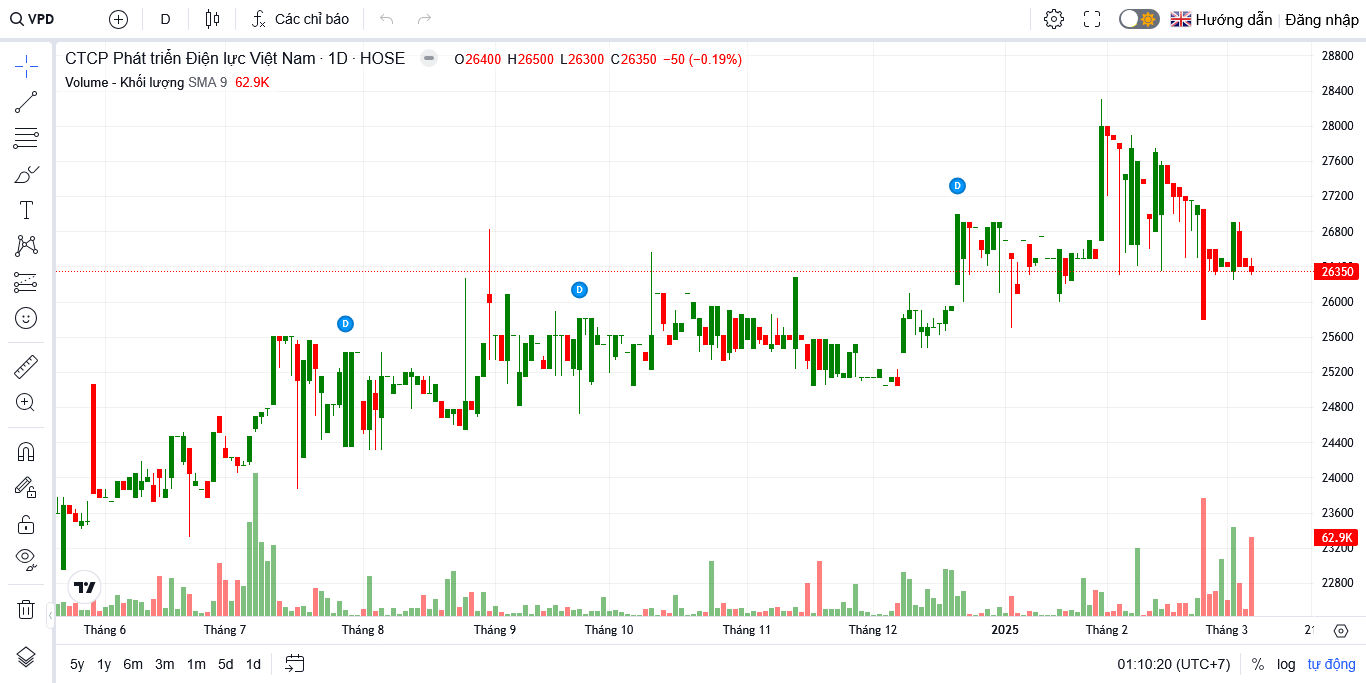 VPD D Các chỉ báo Hướng dẫn Đăng nhập
CTCP Phát triển Điện lực Việt Nam · 1D · HOSE O26400 H26500 L26300 C26350 −50 (−0.19%)
Volume - Khối lượng SMA 9 62.9K
28800
28400
28000
27600
27200
26800
26350
26000
25600
25200
24800
24400
24000
23600
62.9K
23200
22800
D
D
D
Tháng 6 Tháng 7 Tháng 8 Tháng 9 Tháng 10 Tháng 11 Tháng 12 2025 Tháng 2 Tháng 3
5y 1y 6m 3m 1m 5d 1d 01:10:20 (UTC+7) % log tự động